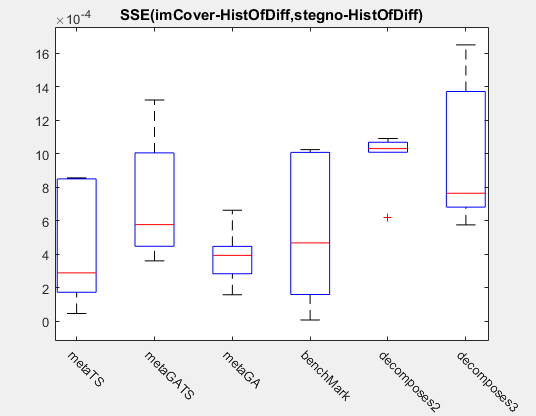 SSE(imCover-HistOfDiff,stegno-HistOfDiff)
×10^-4
16
14
12
10
8
6
4
2
0
metaTS
metaGATS
metaGA
benchMark
decomposes2
decomposes3